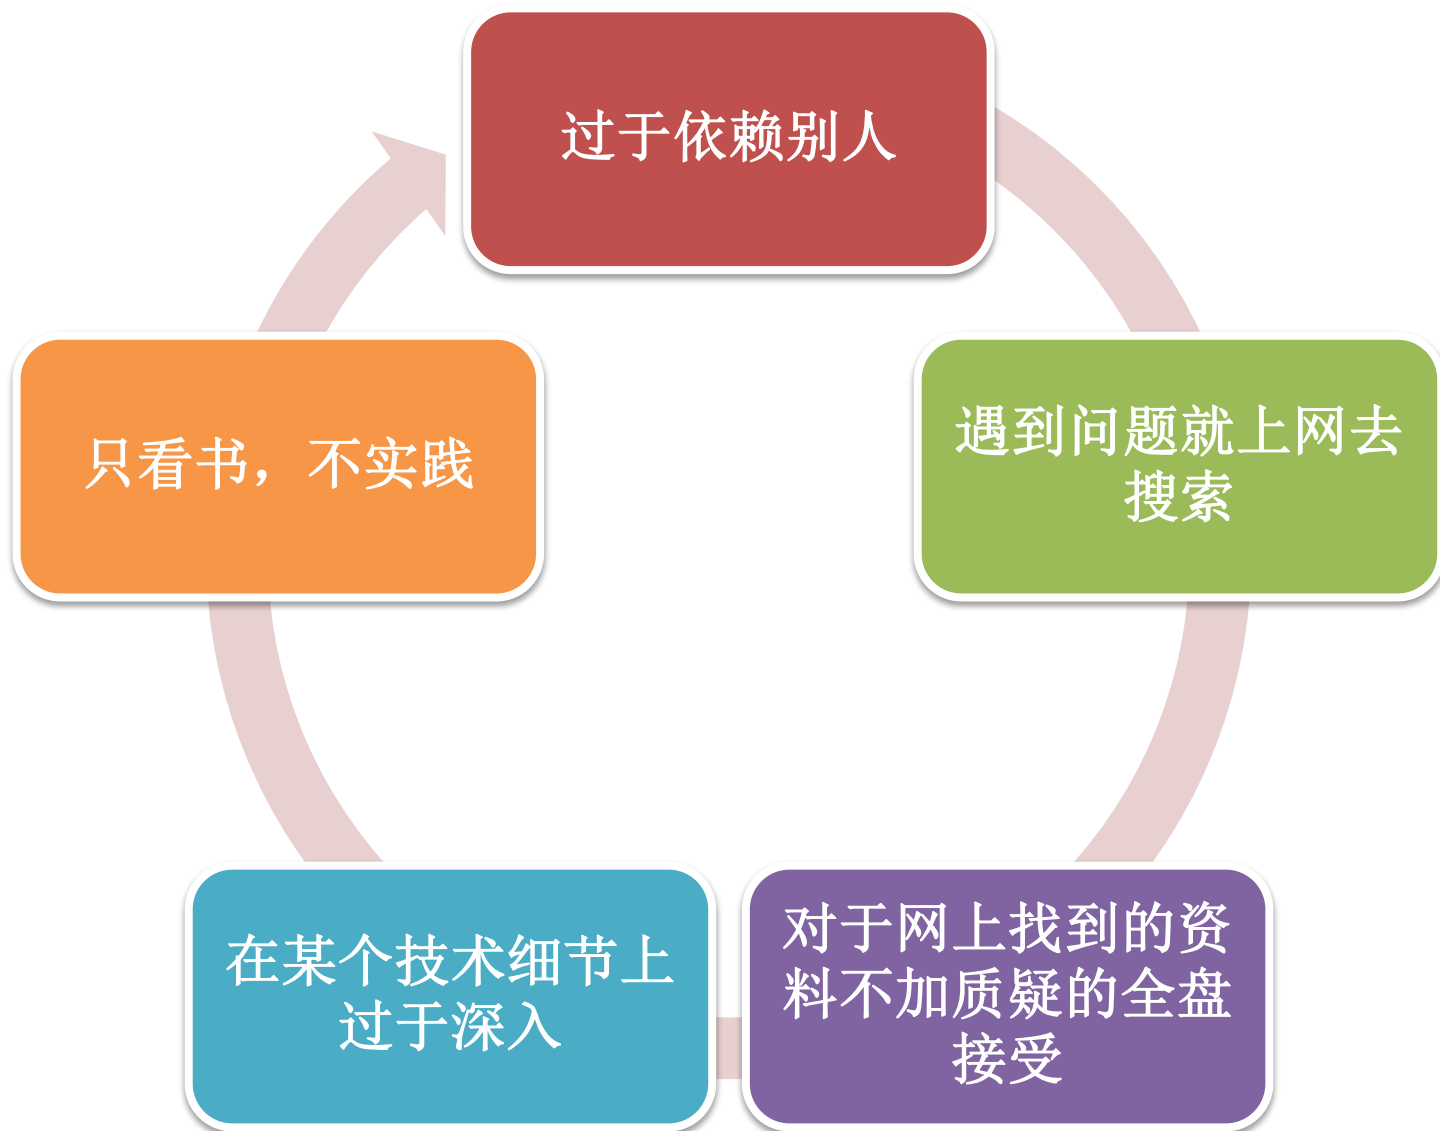 过于依赖别人
遇到问题就上网去
搜索
对于网上找到的资
料不加质疑的全盘
接受
在某个技术细节上
过于深入
只看书，不实践